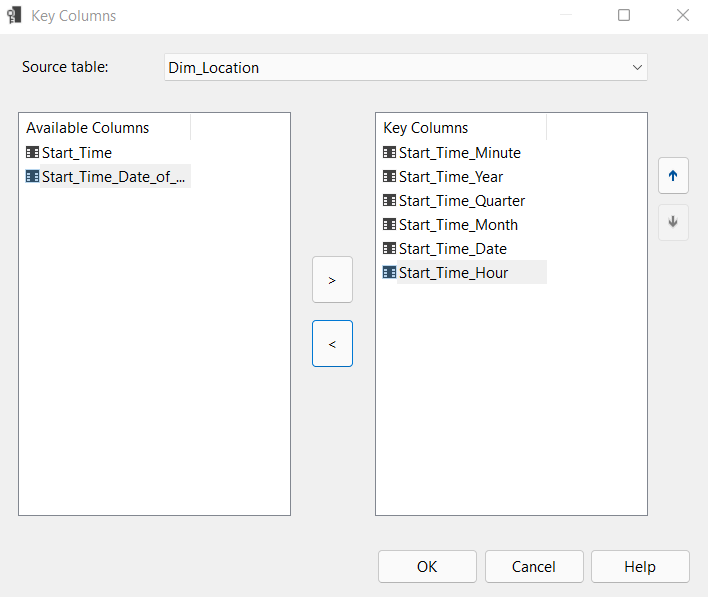 Key Columns
Source table:
Dim_Location
Available Columns
Start_Time
Start_Time_Date_of_...
>
<
Key Columns
Start_Time_Minute
Start_Time_Year
Start_Time_Quarter
Start_Time_Month
Start_Time_Date
Start_Time_Hour
OK
Cancel
Help